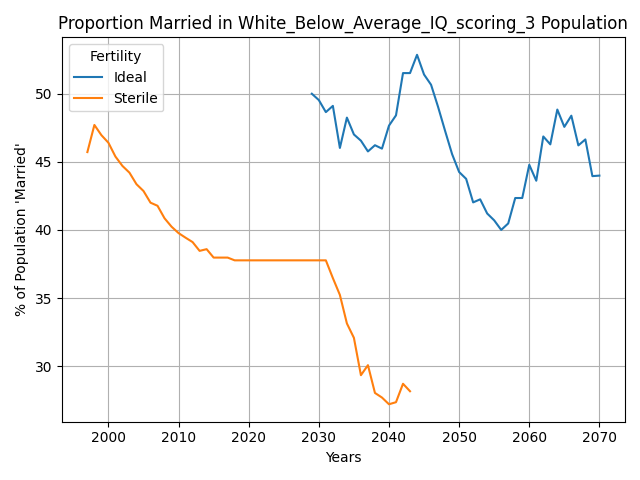 Proportion Married in White_Below_Average_IQ_scoring_3 Population
Fertility
Ideal
Sterile
% of Population 'Married'
50
45
40
35
30
2000 2010 2020 2030 2040 2050 2060 2070
Years